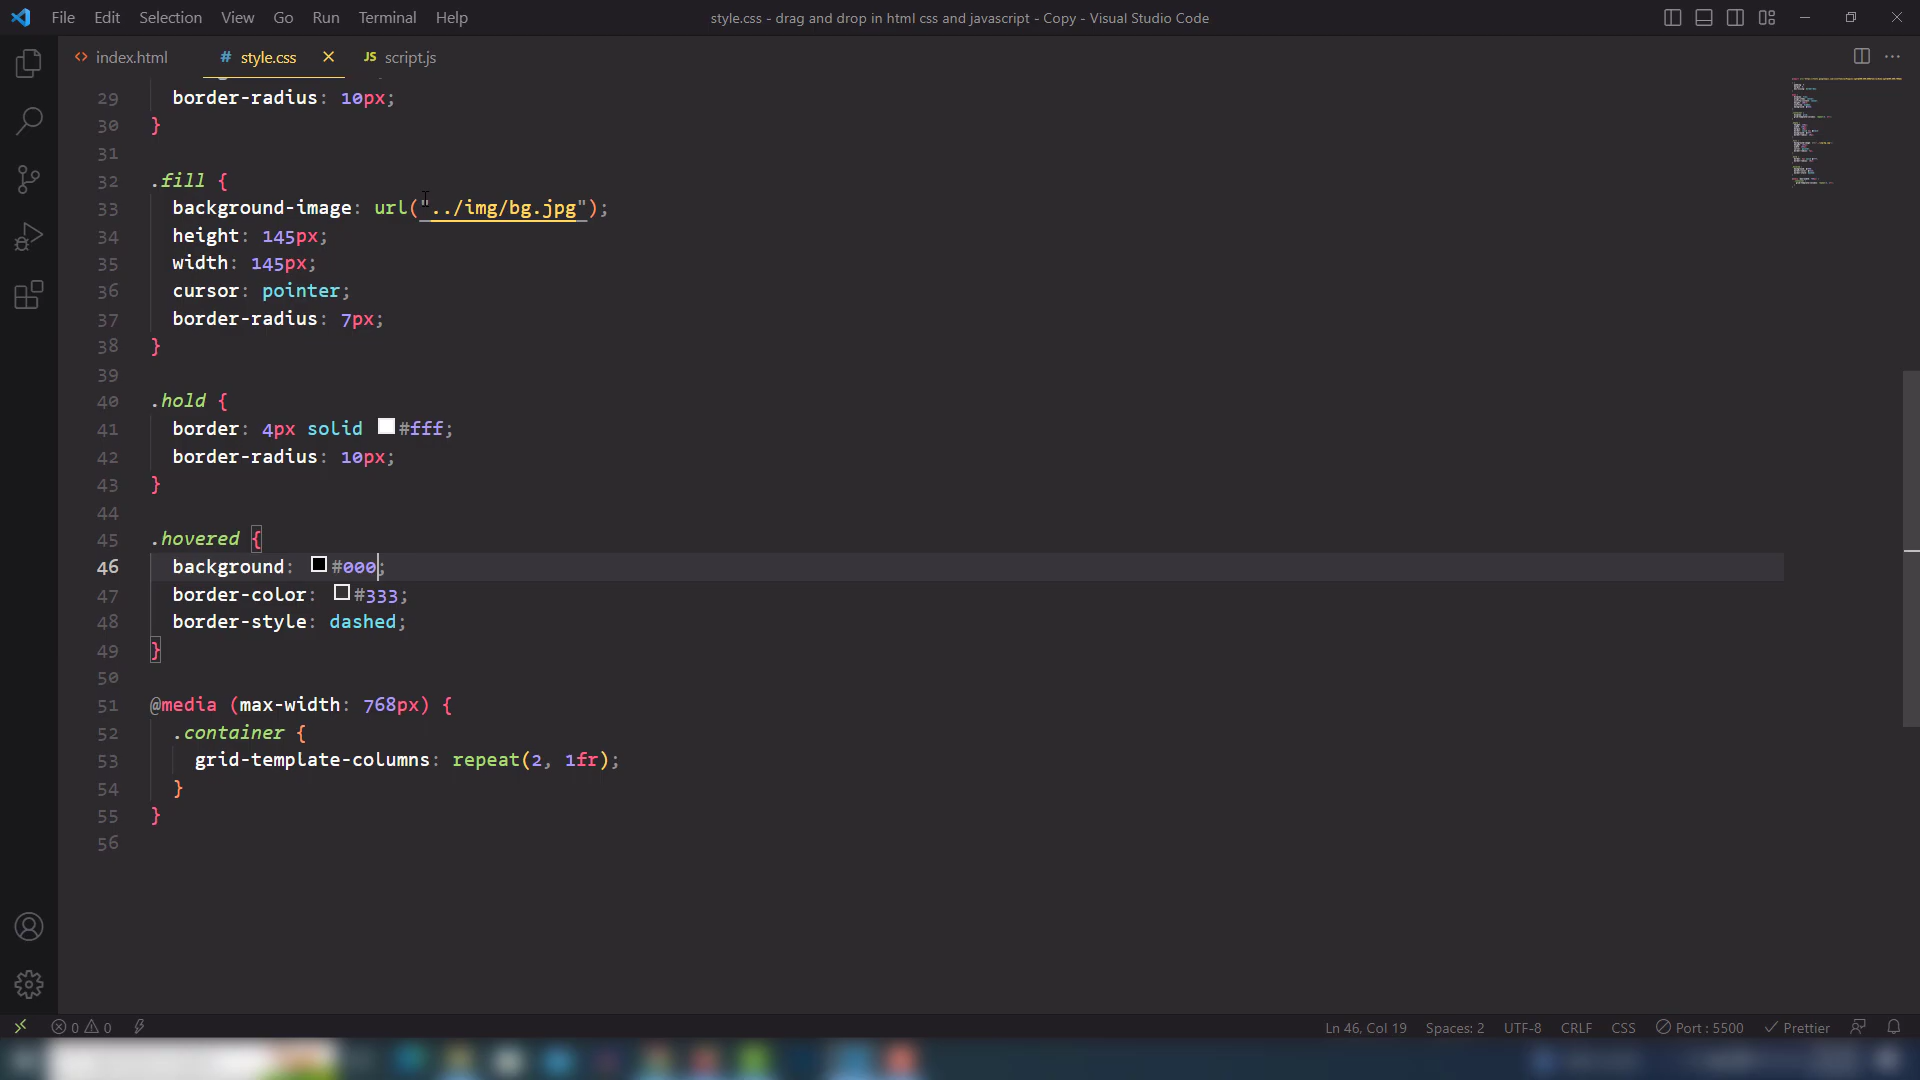 File Edit Selection View Go Run Terminal Help
style.css - drag and drop in html css and javascript - Copy - Visual Studio Code
<> index.html
# style.css
JS script.js
29 border-radius: 10px;
30 }
31
32 .fill {
33 background-image: url("../img/bg.jpg");
34 height: 145px;
35 width: 145px;
36 cursor: pointer;
37 border-radius: 7px;
38 }
39
40 .hold {
41 border: 4px solid #fff;
42 border-radius: 10px;
43 }
44
45 .hovered {
46 background: #000;
47 border-color: #333;
48 border-style: dashed;
49 }
50
51 @media (max-width: 768px) {
52 .container {
53 grid-template-columns: repeat(2, 1fr);
54 }
55 }
56
0 0
Ln 46, Col 19 Spaces: 2 UTF-8 CRLF CSS Port : 5500 Prettier